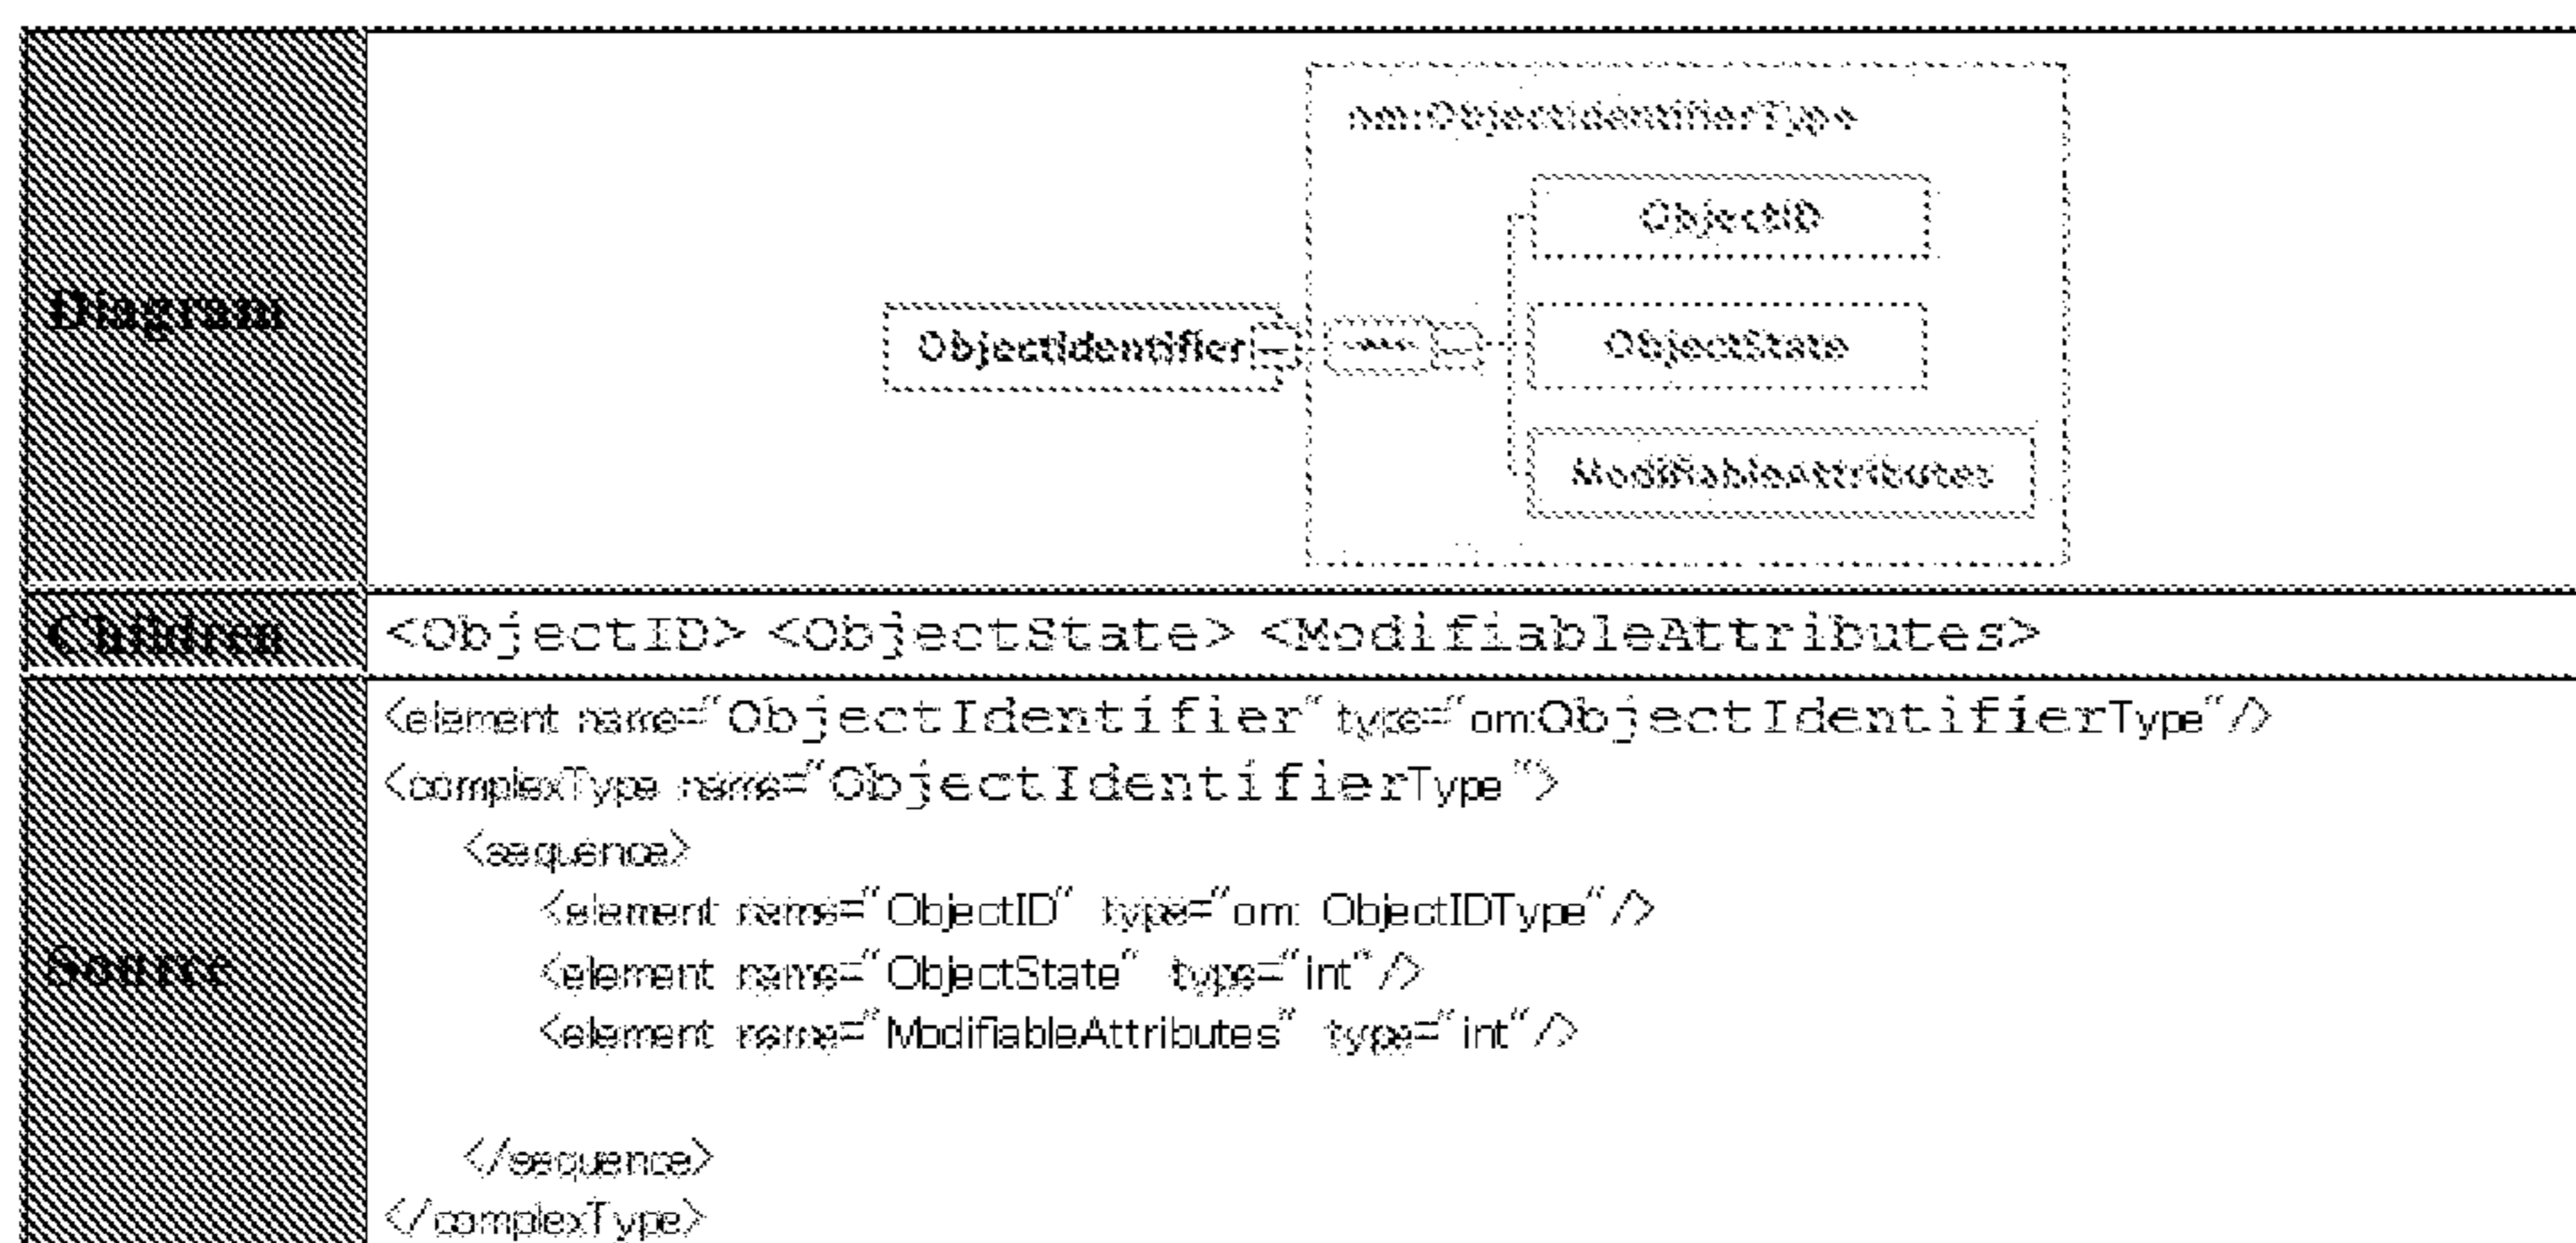 om:ObjectIdentifierType
ObjectID
Diagram
ObjectIdentifier
ObjectState
ModifiableAttributes
Children
<ObjectID> <ObjectState> <ModifiableAttributes>
<element name="ObjectIdentifier" type="om:ObjectIdentifierType"/>
<complexType name="ObjectIdentifierType">
<sequence>
<element name="ObjectID" type="om: ObjectIDType"/>
Source
<element name="ObjectState" type="int"/>
<element name="ModifiableAttributes" type="int"/>
</sequence>
</complexType>